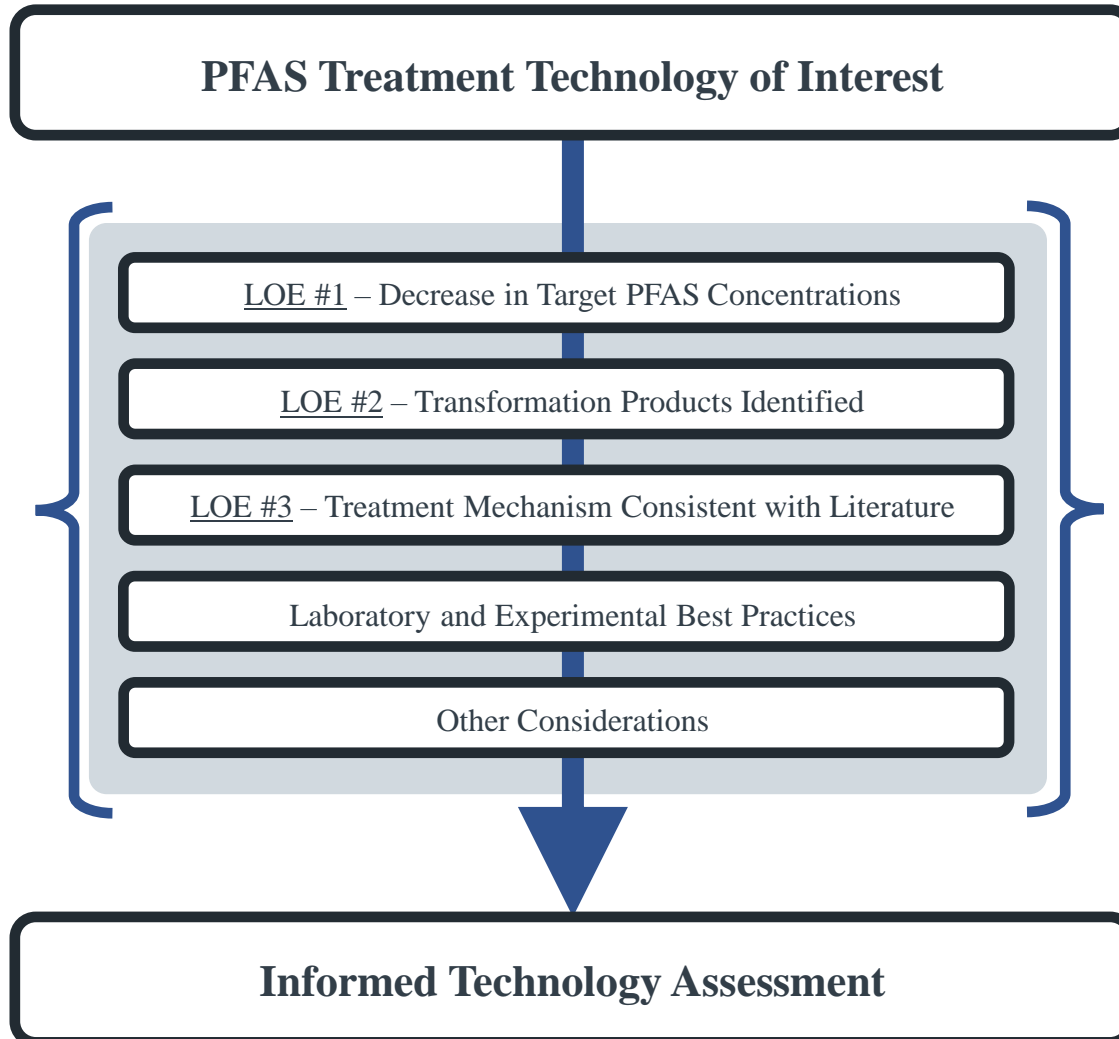 PFAS Treatment Technology of Interest
LOE #1 – Decrease in Target PFAS Concentrations
LOE #2 – Transformation Products Identified
LOE #3 – Treatment Mechanism Consistent with Literature
Laboratory and Experimental Best Practices
Other Considerations
Informed Technology Assessment